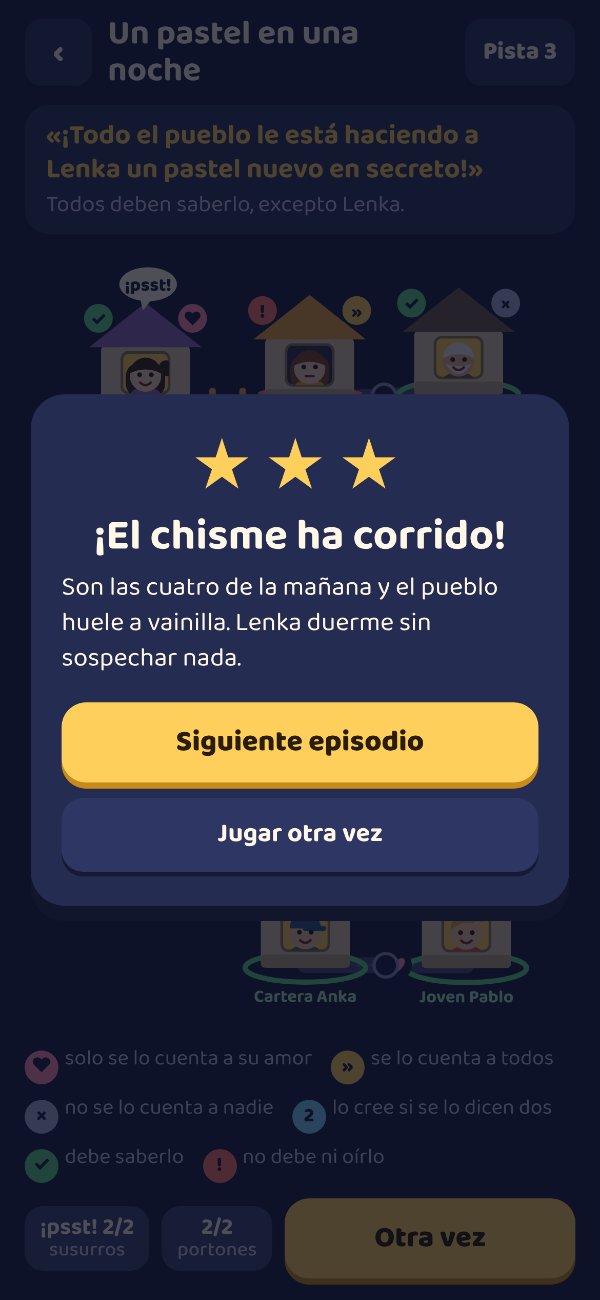 Un pastel en una
noche
Pista 3
«¡Todo el pueblo le está haciendo a
Lenka un pastel nuevo en secreto!»
Todos deben saberlo, excepto Lenka.
¡psst!
!
»
×
¡El chisme ha corrido!
Son las cuatro de la mañana y el pueblo
huele a vainilla. Lenka duerme sin
sospechar nada.
Siguiente episodio
Jugar otra vez
Cartera Anka
Joven Pablo
solo se lo cuenta a su amor
» se lo cuenta a todos
× no se lo cuenta a nadie
2 lo cree si se lo dicen dos
debe saberlo
! no debe ni oírlo
¡psst! 2/2
susurros
2/2
portones
Otra vez